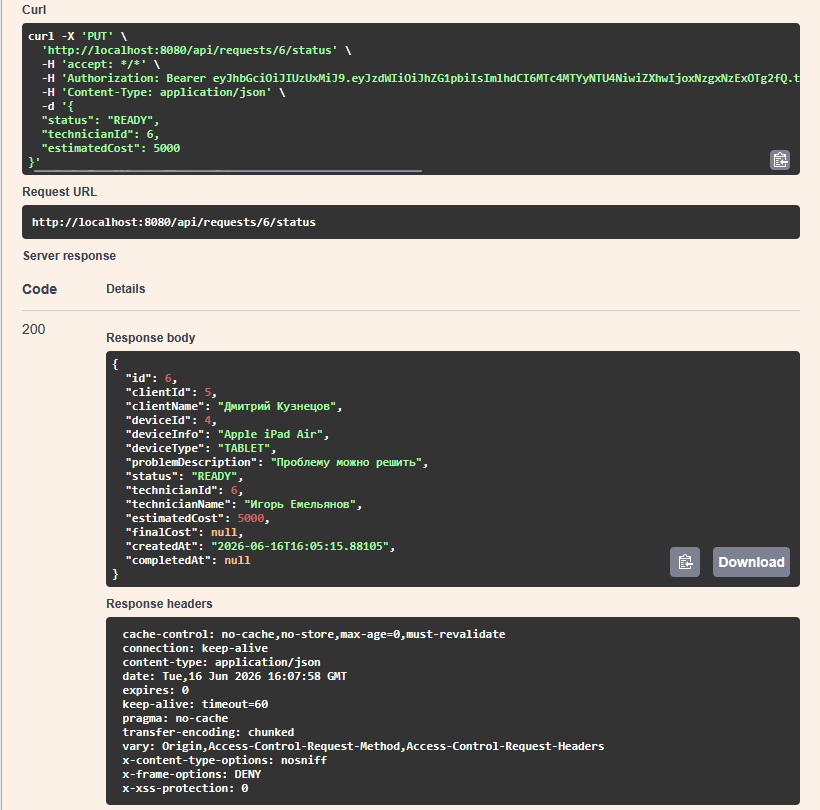 Curl
curl -X 'PUT' \
'http://localhost:8080/api/requests/6/status' \
-H 'accept: */*' \
-H 'Authorization: Bearer eyJhbGciOiJIUzUxMiJ9.eyJzdWIiOiJhZG1pbiIsImlhdCI6MTc4MTYyNTU4NiwiZXhwIjoxNzgxNzExOTg2fQ.t
-H 'Content-Type: application/json' \
-d '{
"status": "READY",
"technicianId": 6,
"estimatedCost": 5000
}'
Request URL
http://localhost:8080/api/requests/6/status
Server response
Code Details
200
Response body
{
"id": 6,
"clientId": 5,
"clientName": "Дмитрий Кузнецов",
"deviceId": 4,
"deviceInfo": "Apple iPad Air",
"deviceType": "TABLET",
"problemDescription": "Проблему можно решить",
"status": "READY",
"technicianId": 6,
"technicianName": "Игорь Емельянов",
"estimatedCost": 5000,
"finalCost": null,
"createdAt": "2026-06-16T16:05:15.88105",
"completedAt": null
}
Download
Response headers
cache-control: no-cache,no-store,max-age=0,must-revalidate
connection: keep-alive
content-type: application/json
date: Tue,16 Jun 2026 16:07:58 GMT
expires: 0
keep-alive: timeout=60
pragma: no-cache
transfer-encoding: chunked
vary: Origin,Access-Control-Request-Method,Access-Control-Request-Headers
x-content-type-options: nosniff
x-frame-options: DENY
x-xss-protection: 0